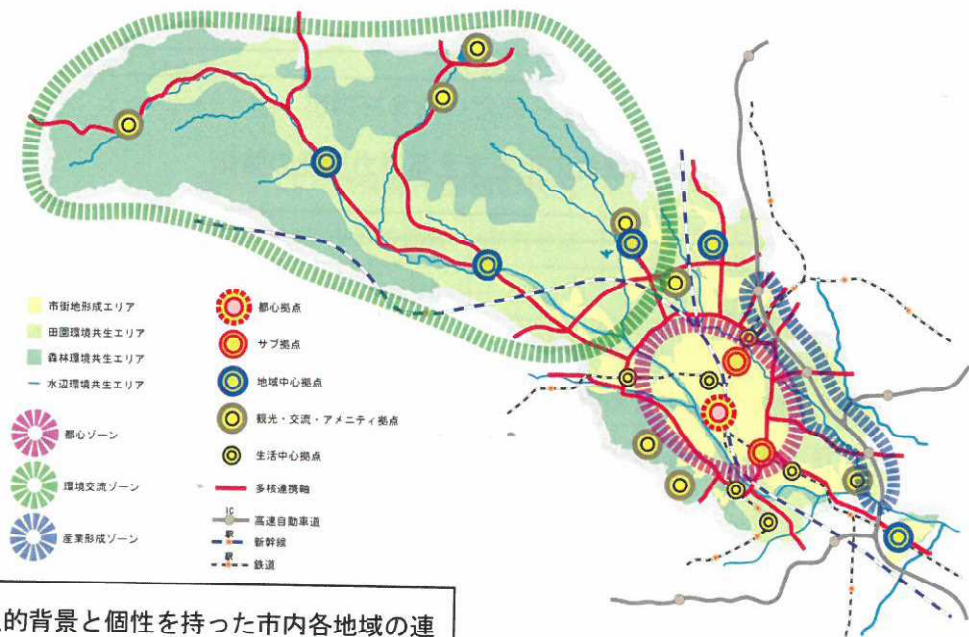 市街地形成エリア
田園環境共生エリア
森林環境共生エリア
水辺環境共生エリア
都心ゾーン
環境交流ゾーン
産業形成ゾーン
都心拠点
サブ拠点
地域中心拠点
観光・交流・アメニティ拠点
生活中心拠点
多核連携軸
IC
高速自動車道
駅
新幹線
駅
鉄道
的背景と個性を持った市内各地域の連